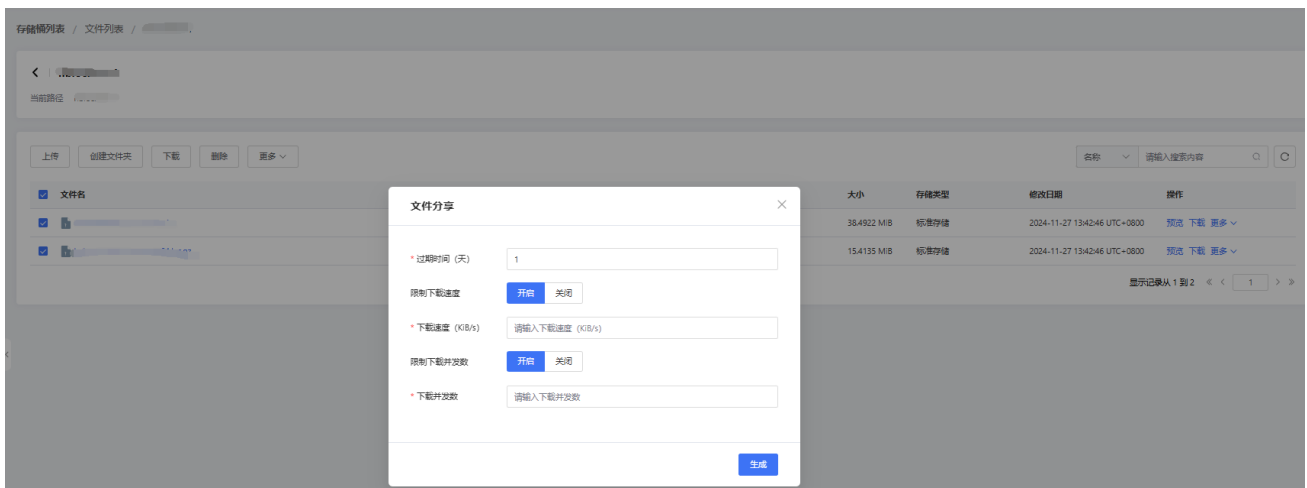 存储桶列表 / 文件列表 /
当前路径
上传 创建文件夹 下载 删除 更多
名称 请输入搜索内容
文件名 大小 存储类型 修改日期 操作
38.4922 MiB 标准存储 2024-11-27 13:42:46 UTC+0800 预览 下载 更多
15.4135 MiB 标准存储 2024-11-27 13:42:46 UTC+0800 预览 下载 更多
显示记录从 1 到 2 1
文件分享
* 过期时间（天） 1
限制下载速度 开启 关闭
* 下载速度（KiB/s） 请输入下载速度（KiB/s）
限制下载并发数 开启 关闭
* 下载并发数 请输入下载并发数
生成